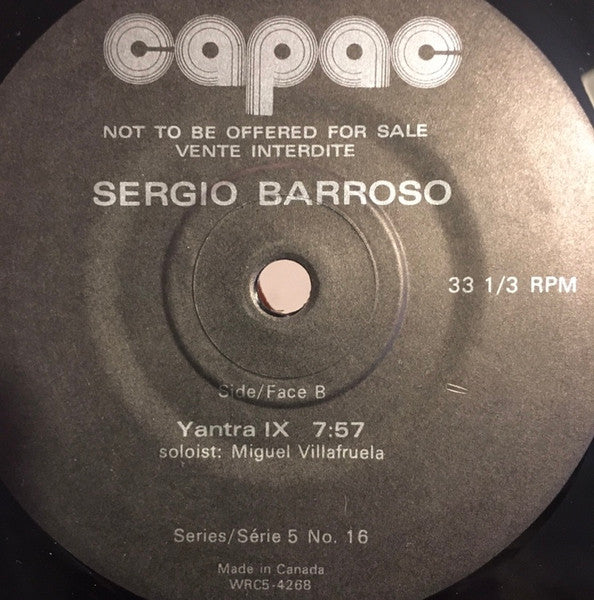 capac
NOT TO BE OFFERED FOR SALE
VENTE INTERDITE
SERGIO BARROSO
33 1/3 RPM
Side/Face B
Yantra IX 7:57
soloist: Miguel Villafruela
Series/Série 5 No. 16
Made in Canada
WRC5-4268